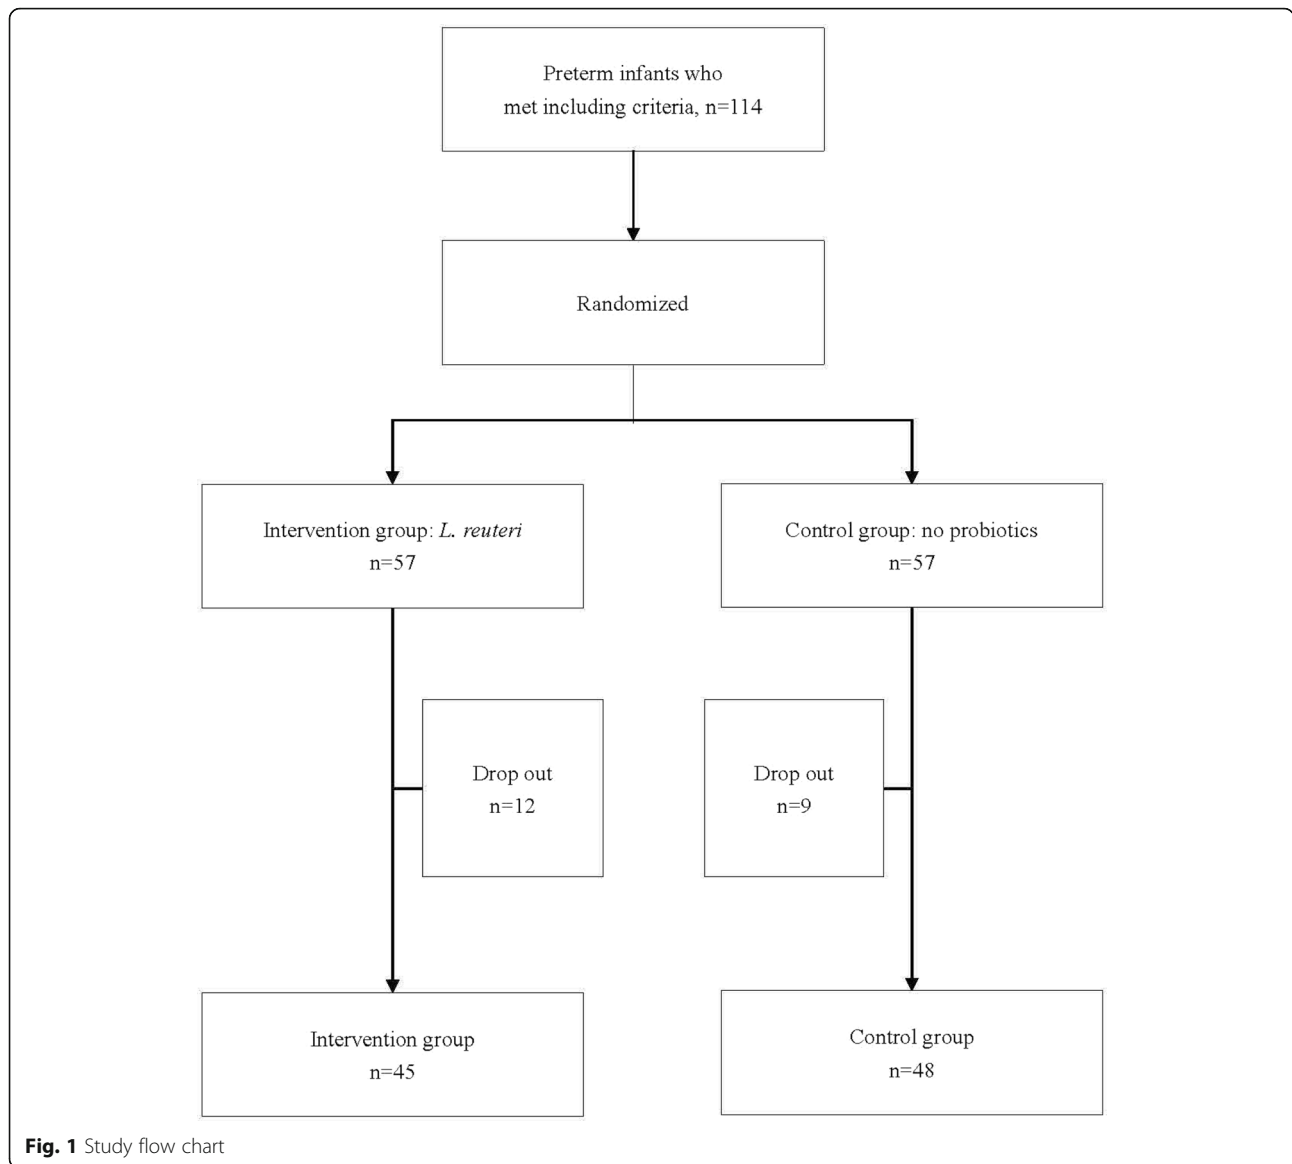 Preterm infants who
met including criteria, n=114
Randomized
Intervention group: L. reuteri
n=57
Control group: no probiotics
n=57
Drop out
n=12
Drop out
n=9
Intervention group
n=45
Control group
n=48
Fig. 1 Study flow chart